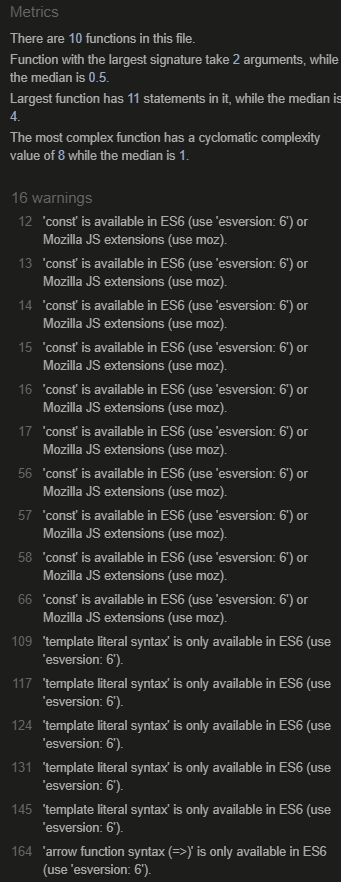 Metrics
There are 10 functions in this file.
Function with the largest signature take 2 arguments, while
the median is 0.5.
Largest function has 11 statements in it, while the median is
4.
The most complex function has a cyclomatic complexity
value of 8 while the median is 1.
16 warnings
12 'const' is available in ES6 (use 'esversion: 6') or
Mozilla JS extensions (use moz).
13 'const' is available in ES6 (use 'esversion: 6') or
Mozilla JS extensions (use moz).
14 'const' is available in ES6 (use 'esversion: 6') or
Mozilla JS extensions (use moz).
15 'const' is available in ES6 (use 'esversion: 6') or
Mozilla JS extensions (use moz).
16 'const' is available in ES6 (use 'esversion: 6') or
Mozilla JS extensions (use moz).
17 'const' is available in ES6 (use 'esversion: 6') or
Mozilla JS extensions (use moz).
56 'const' is available in ES6 (use 'esversion: 6') or
Mozilla JS extensions (use moz).
57 'const' is available in ES6 (use 'esversion: 6') or
Mozilla JS extensions (use moz).
58 'const' is available in ES6 (use 'esversion: 6') or
Mozilla JS extensions (use moz).
66 'const' is available in ES6 (use 'esversion: 6') or
Mozilla JS extensions (use moz).
109 'template literal syntax' is only available in ES6 (use
'esversion: 6').
117 'template literal syntax' is only available in ES6 (use
'esversion: 6').
124 'template literal syntax' is only available in ES6 (use
'esversion: 6').
131 'template literal syntax' is only available in ES6 (use
'esversion: 6').
145 'template literal syntax' is only available in ES6 (use
'esversion: 6').
164 'arrow function syntax (=>)' is only available in ES6
(use 'esversion: 6').